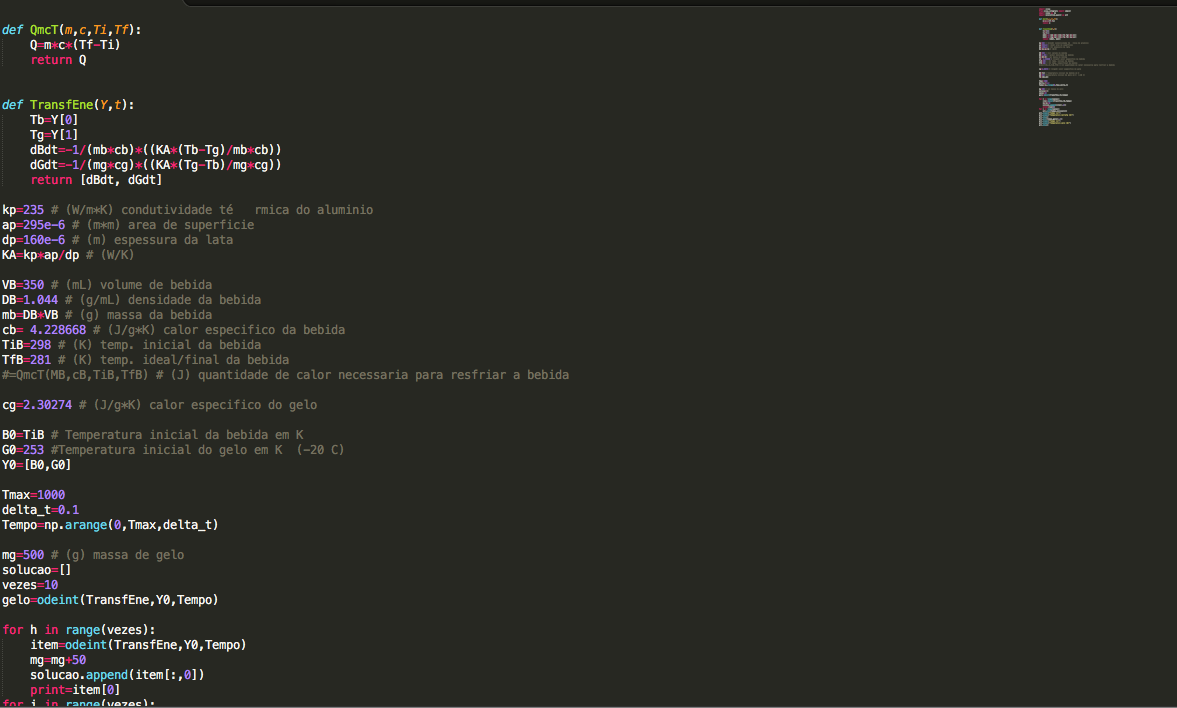 def QmcT(m,c,Ti,Tf):
    Q=m*c*(Tf-Ti)
    return Q
def TransfEne(Y,t):
    Tb=Y[0]
    Tg=Y[1]
    dBdt=-1/(mb*cb)*((KA*(Tb-Tg)/mb*cb))
    dGdt=-1/(mg*cg)*((KA*(Tg-Tb)/mg*cg))
    return [dBdt, dGdt]
kp=235 # (W/m*K) condutividade té   rmica do aluminio
ap=295e-6 # (m*m) area de superficie
dp=160e-6 # (m) espessura da lata
KA=kp*ap/dp # (W/K)
VB=350 # (mL) volume de bebida
DB=1.044 # (g/mL) densidade da bebida
mb=DB*VB # (g) massa da bebida
cb= 4.228668 # (J/g*K) calor especifico da bebida
TiB=298 # (K) temp. inicial da bebida
TfB=281 # (K) temp. ideal/final da bebida
#=QmcT(MB,cB,TiB,TfB) # (J) quantidade de calor necessaria para resfriar a bebida
cg=2.30274 # (J/g*K) calor especifico do gelo
B0=TiB # Temperatura inicial da bebida em K
G0=253 #Temperatura inicial do gelo em K  (-20 C)
Y0=[B0,G0]
Tmax=1000
delta_t=0.1
Tempo=np.arange(0,Tmax,delta_t)
mg=500 # (g) massa de gelo
solucao=[]
vezes=10
gelo=odeint(TransfEne,Y0,Tempo)
for h in range(vezes):
    item=odeint(TransfEne,Y0,Tempo)
    mg=mg+50
    solucao.append(item[:,0])
    print=item[0]
for i in range(vezes):